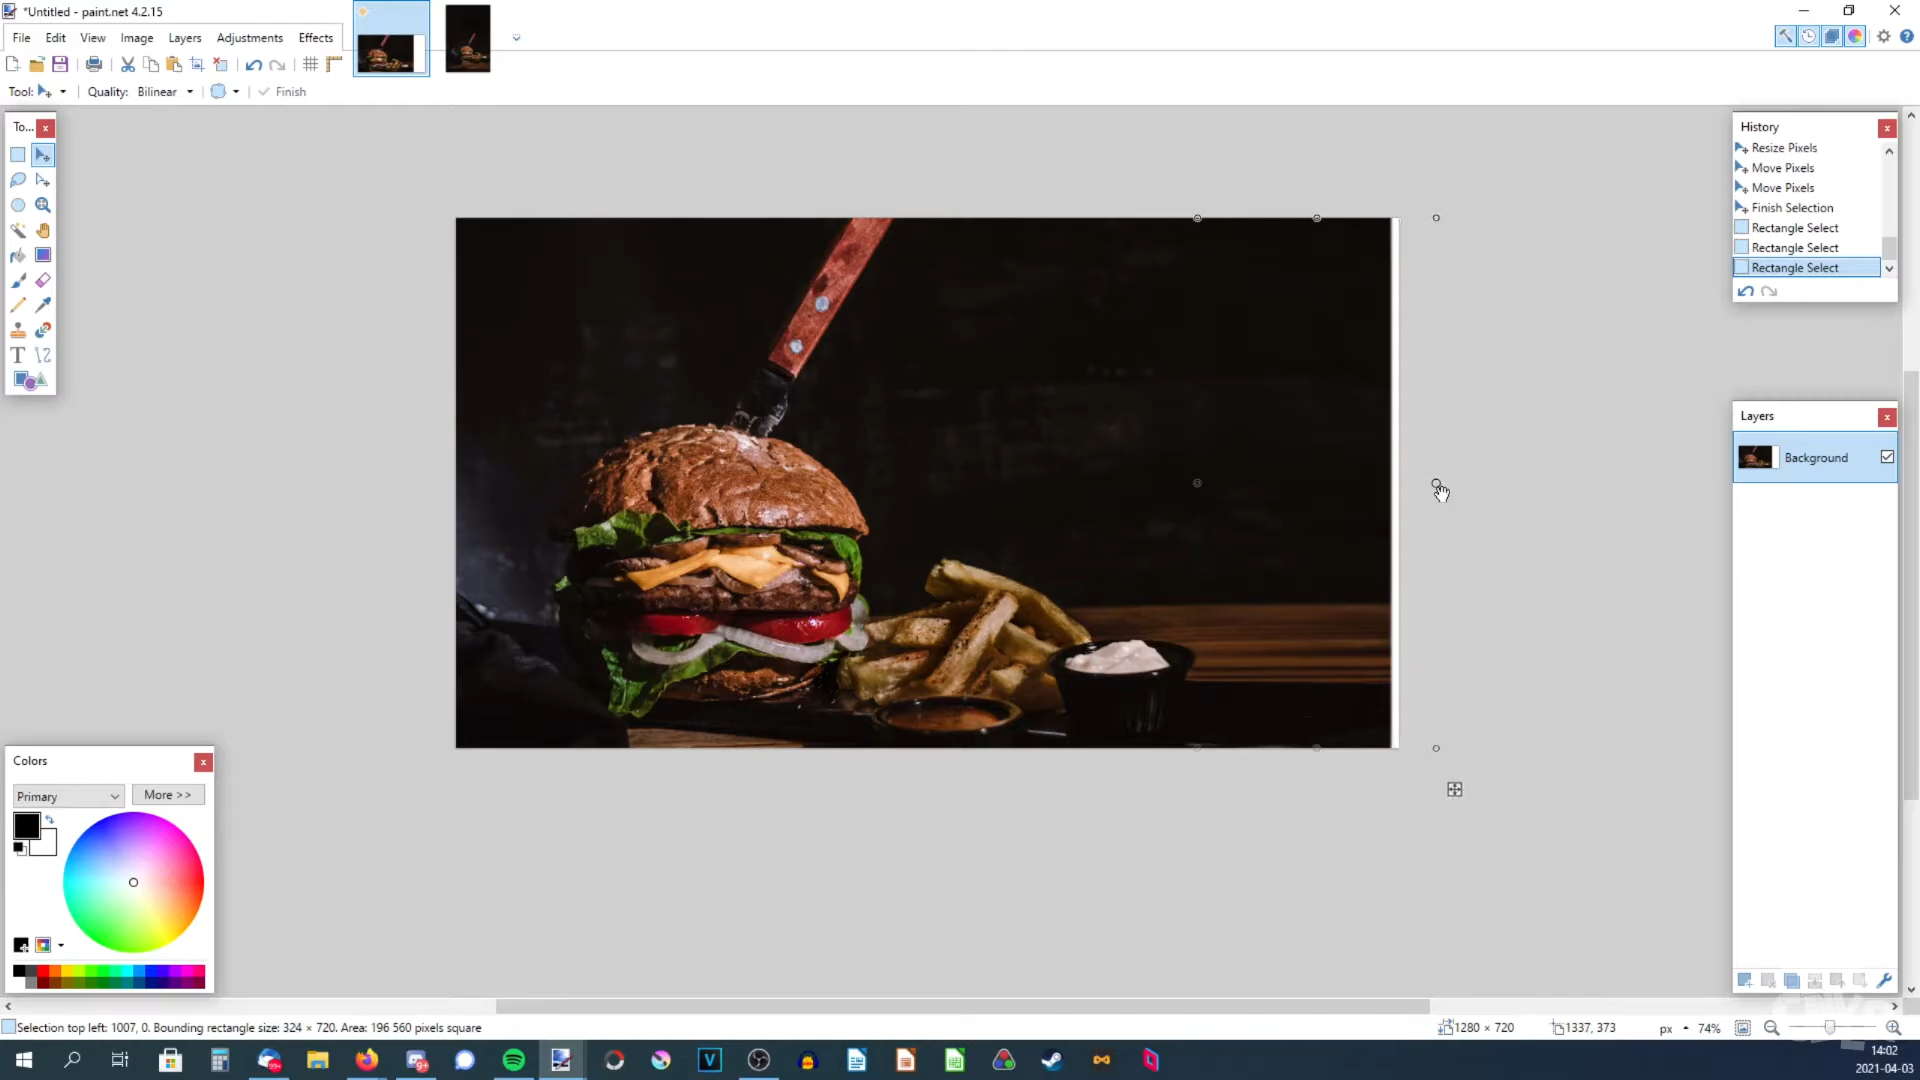 *Untitled - paint.net 4.2.15
File Edit View Image Layers Adjustments Effects
Tool: Quality: Bilinear Finish
To...
History
Resize Pixels
Move Pixels
Move Pixels
Finish Selection
Rectangle Select
Rectangle Select
Rectangle Select
Layers
Background
Colors
Primary More >>
Selection top left: 1007, 0. Bounding rectangle size: 324 × 720. Area: 196 560 pixels square
1280 × 720 1337, 373 px 74%
99+
9+
V
14:02
2021-04-03